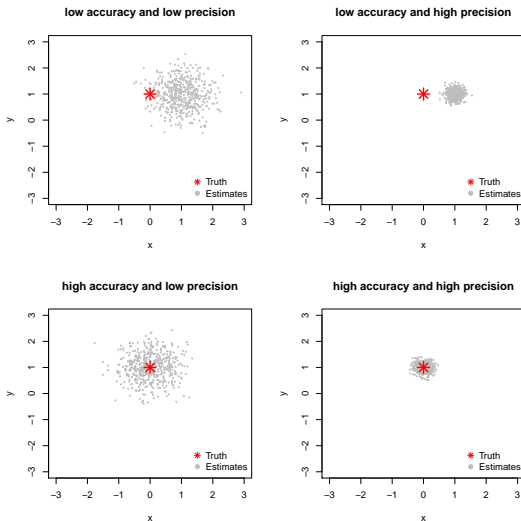 low accuracy and low precision
3
2
1
0
−1
−2
−3
y
−3 −2 −1 0 1 2 3
x
Truth
Estimates
low accuracy and high precision
3
2
1
0
−1
−2
−3
y
−3 −2 −1 0 1 2 3
x
Truth
Estimates
high accuracy and low precision
3
2
1
0
−1
−2
−3
y
−3 −2 −1 0 1 2 3
x
Truth
Estimates
high accuracy and high precision
3
2
1
0
−1
−2
−3
y
−3 −2 −1 0 1 2 3
x
Truth
Estimates